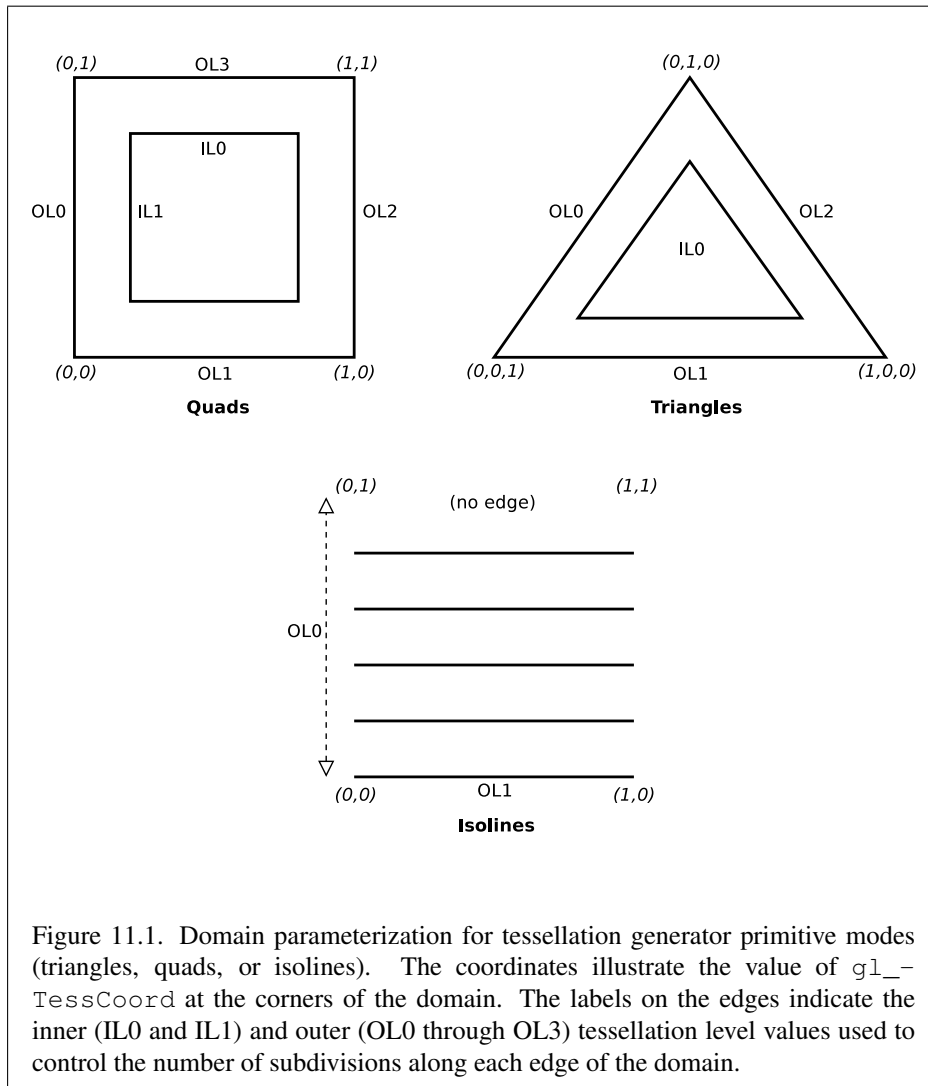 (0,1) OL3 (1,1)
IL0
OL0 IL1 OL2
(0,0) OL1 (1,0)
Quads
(0,1,0)
OL0 OL2
IL0
(0,0,1) OL1 (1,0,0)
Triangles
(0,1) (no edge) (1,1)
OL0
(0,0) OL1 (1,0)
Isolines
Figure 11.1. Domain parameterization for tessellation generator primitive modes
(triangles, quads, or isolines). The coordinates illustrate the value of gl_-
TessCoord at the corners of the domain. The labels on the edges indicate the
inner (IL0 and IL1) and outer (OL0 through OL3) tessellation level values used to
control the number of subdivisions along each edge of the domain.